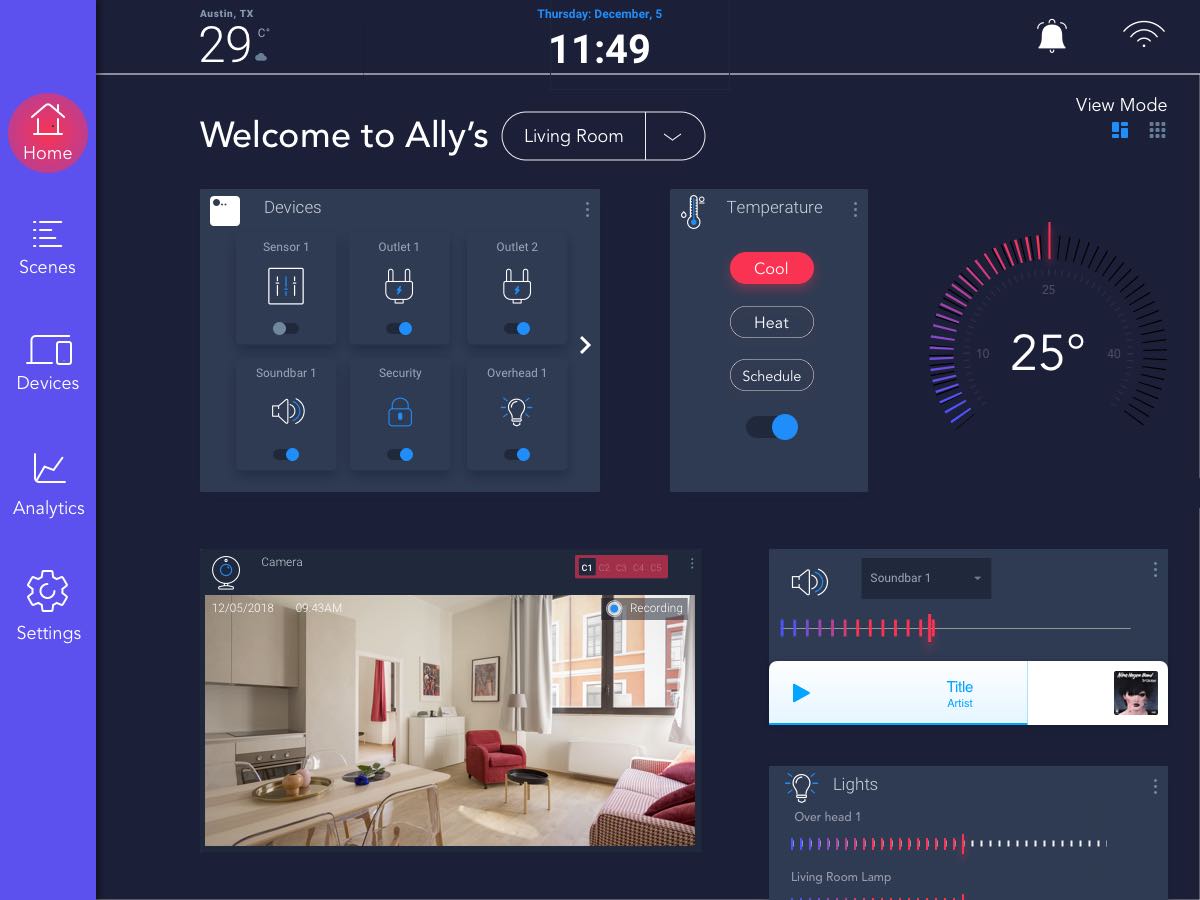 Austin, TX
29 C°
Thursday: December, 5
11:49
View Mode
Welcome to Ally's
Living Room
Home
Scenes
Devices
Analytics
Settings
Devices
Sensor 1
Outlet 1
Outlet 2
Soundbar 1
Security
Overhead 1
Temperature
Cool
Heat
Schedule
25
10
25°
40
Camera
C1 C2 C3 C4 C5
12/05/2018 09:43AM
Recording
Soundbar 1
Title
Artist
Lights
Over head 1
Living Room Lamp